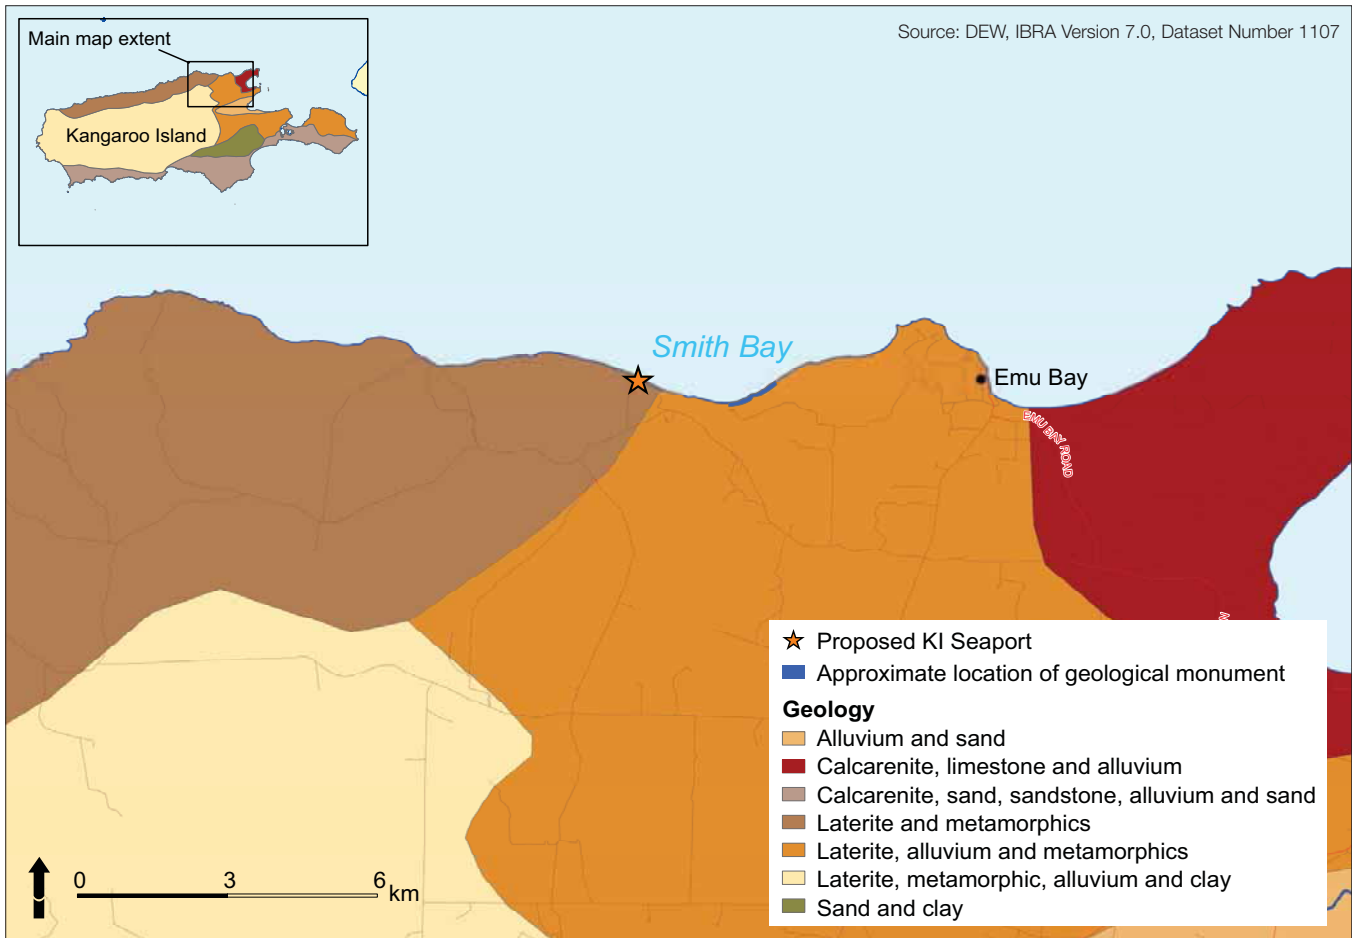 Main map extent
Source: DEW, IBRA Version 7.0, Dataset Number 1107
Kangaroo Island
Smith Bay
Emu Bay
EMU BAY ROAD
N
Proposed KI Seaport
Approximate location of geological monument
Geology
Alluvium and sand
Calcarenite, limestone and alluvium
Calcarenite, sand, sandstone, alluvium and sand
Laterite and metamorphics
Laterite, alluvium and metamorphics
Laterite, metamorphic, alluvium and clay
Sand and clay
0 3 6
km